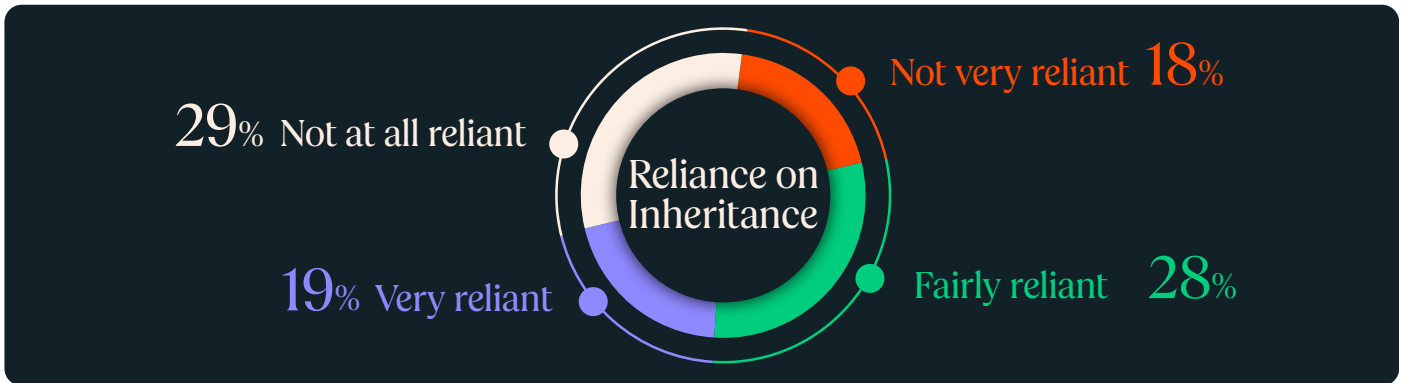 Not very reliant 18%
29% Not at all reliant
Reliance on
Inheritance
19% Very reliant
Fairly reliant 28%